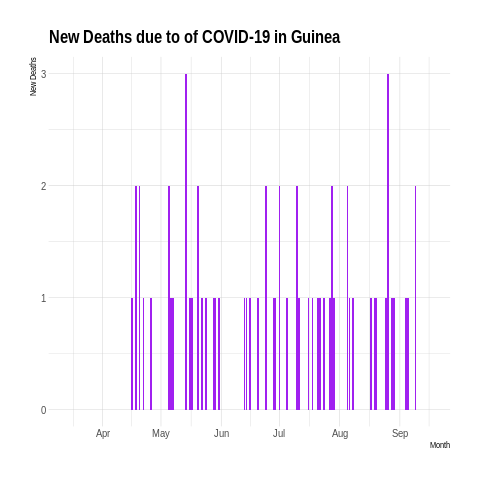 New Deaths due to of COVID-19 in Guinea
New Deaths
3
2
1
0
Apr May Jun Jul Aug Sep
Month